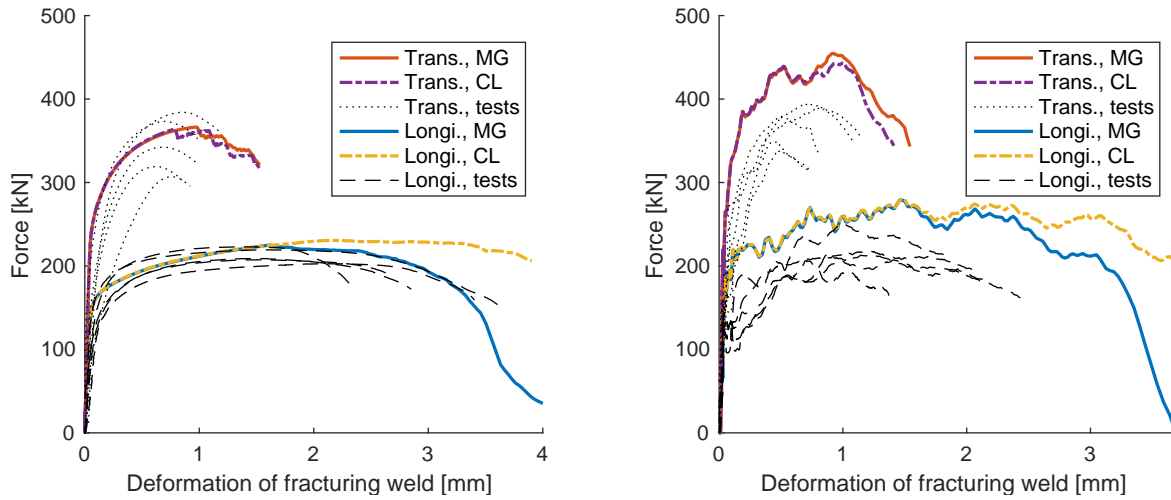 500
400
300
200
100
0
Force [kN]
0 1 2 3 4
Deformation of fracturing weld [mm]
Trans., MG
Trans., CL
Trans., tests
Longi., MG
Longi., CL
Longi., tests
500
400
300
200
100
0
Force [kN]
0 1 2 3
Deformation of fracturing weld [mm]
Trans., MG
Trans., CL
Trans., tests
Longi., MG
Longi., CL
Longi., tests